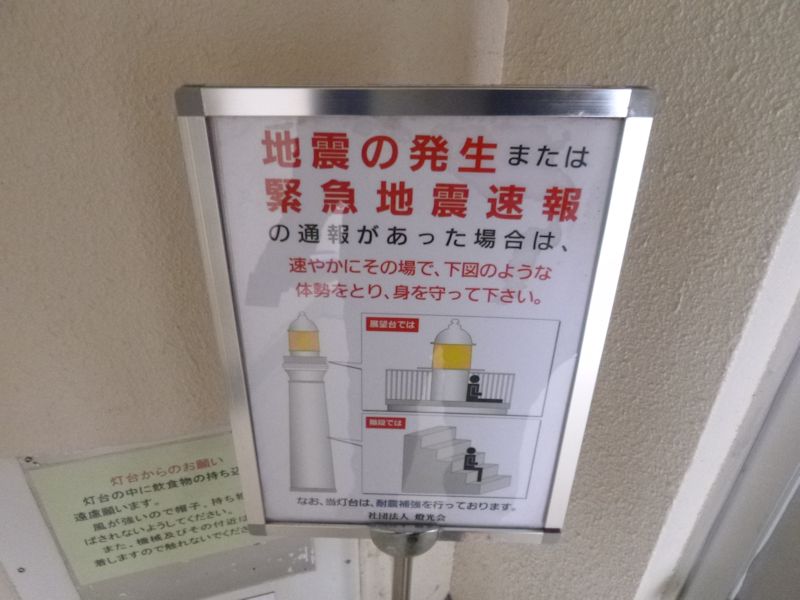 地震の発生または
緊急地震速報
の通報があった場合は、
速やかにその場で、下図のような
体勢をとり、身を守って下さい。
展望台では
階段では
なお、当灯台は、耐震補強を行っております。
社団法人 燈光会
灯台からのお願い
灯台の中に飲食物の持ち込
遠慮願います。
風が強いので帽子、持ち物
ばされないようしてください。
また、機械及びその付近は
着しますので触れないでくださ